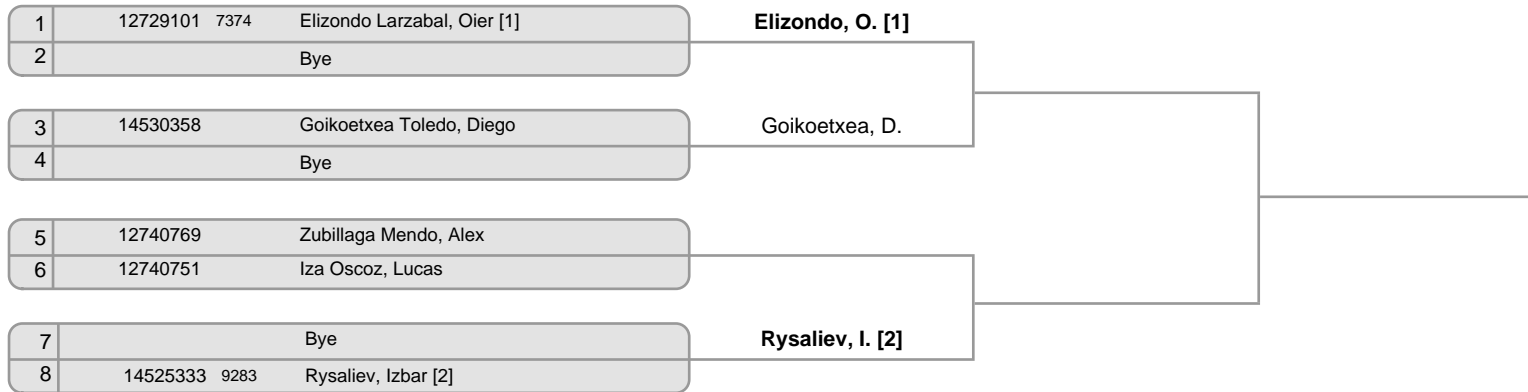 1 12729101 7374 Elizondo Larzabal, Oier [1] Elizondo, O. [1]
2 Bye
3 14530358 Goikoetxea Toledo, Diego Goikoetxea, D.
4 Bye
5 12740769 Zubillaga Mendo, Alex
6 12740751 Iza Oscoz, Lucas
7 Bye Rysaliev, I. [2]
8 14525333 9283 Rysaliev, Izbar [2]